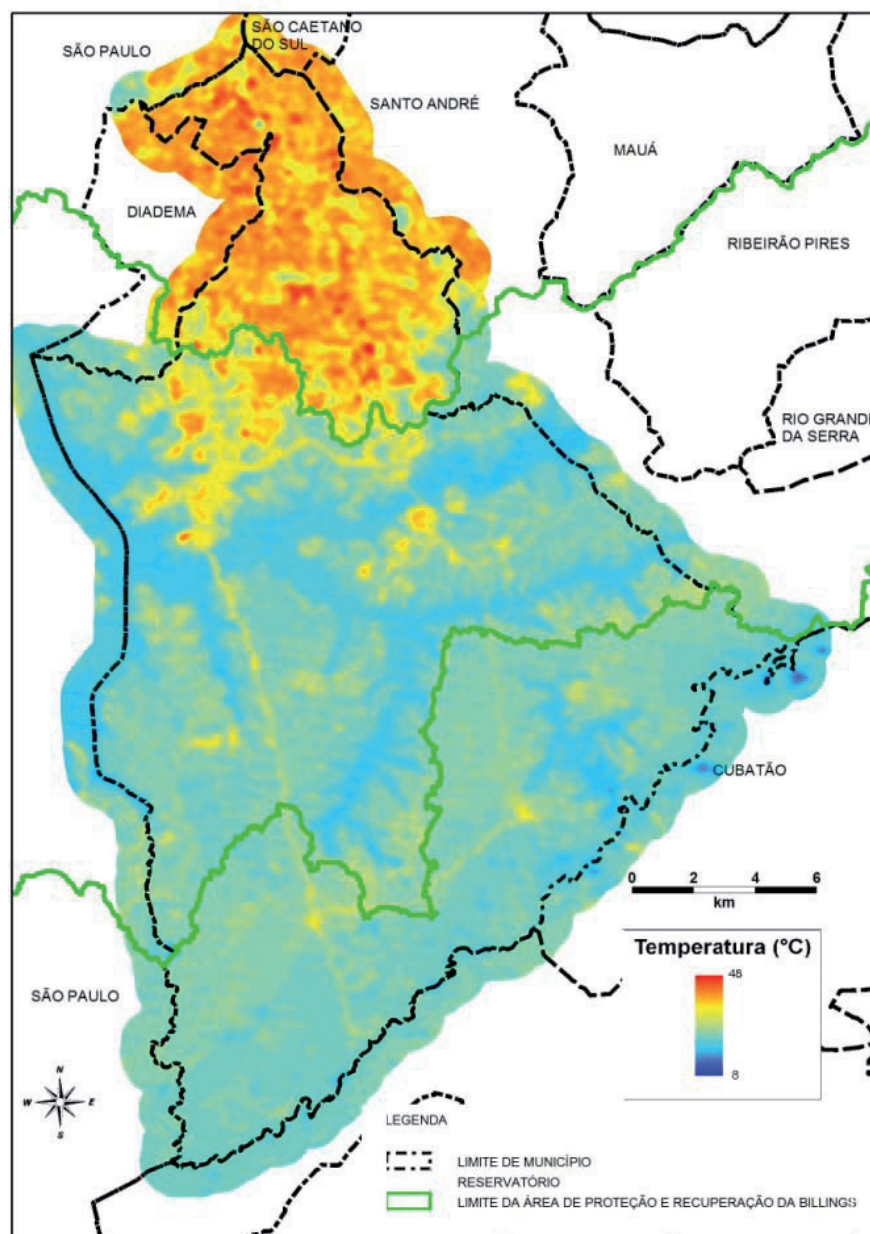 SÃO CAETANO
DO SUL
SÃO PAULO
SANTO ANDRÉ
MAUÁ
DIADEMA
RIBEIRÃO PIRES
RIO GRANDE
DA SERRA
CUBATÃO
0 2 4 6
km
Temperatura (°C)
48
8
SÃO PAULO
N
W E
S
LEGENDA
LIMITE DE MUNICÍPIO
RESERVATÓRIO
LIMITE DA ÁREA DE PROTEÇÃO E RECUPERAÇÃO DA BILLINGS